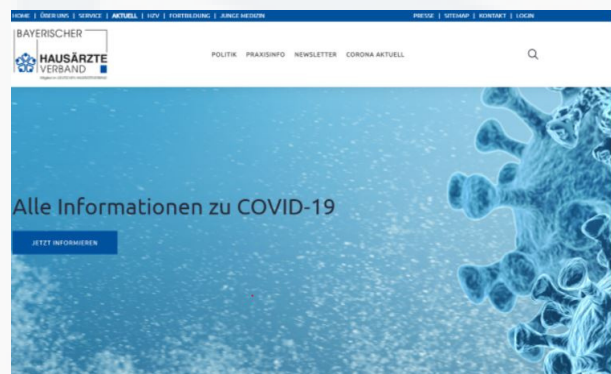 HOME | ÜBER UNS | SERVICE | AKTUELL | HZV | FORTBILDUNG | JUNGE MEDIZIN
PRESSE | SITEMAP | KONTAKT | LOGIN
BAYERISCHER
HAUSÄRZTE
VERBAND
POLITIK PRAXISINFO NEWSLETTER CORONA AKTUELL
Alle Informationen zu COVID-19
JETZT INFORMIEREN